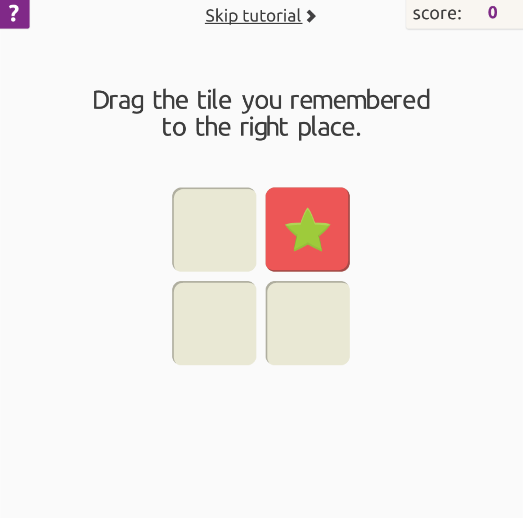 ?
Skip tutorial
score: 0
Drag the tile you remembered
to the right place.